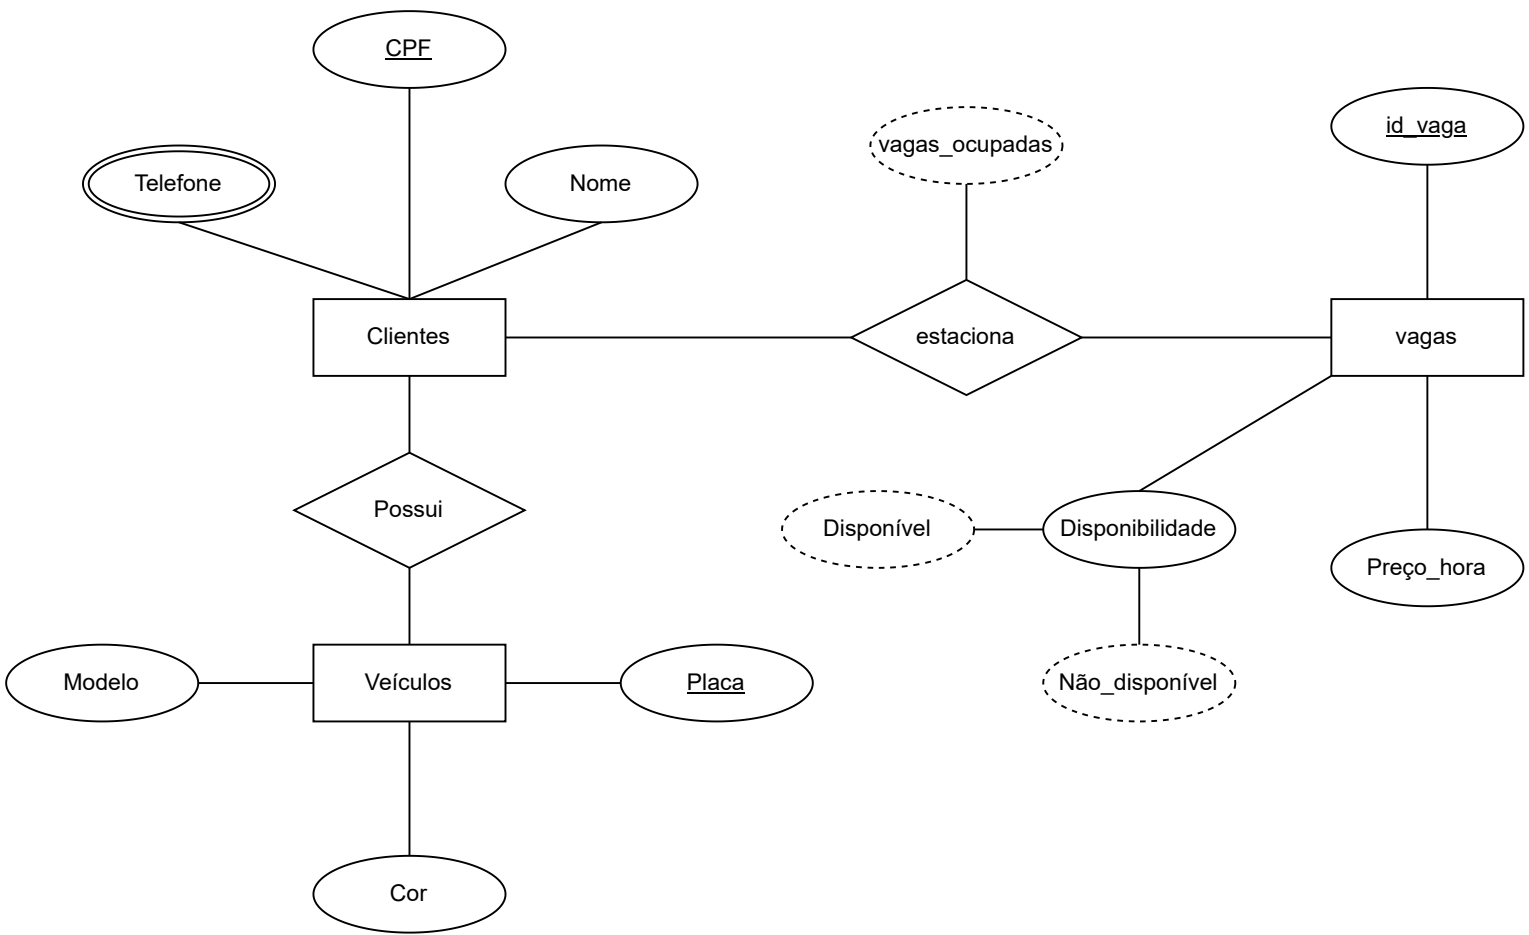 CPF
id_vaga
vagas_ocupadas
Telefone
Nome
Clientes
estaciona
vagas
Possui
Disponível
Disponibilidade
Preço_hora
Modelo
Veículos
Placa
Não_disponível
Cor